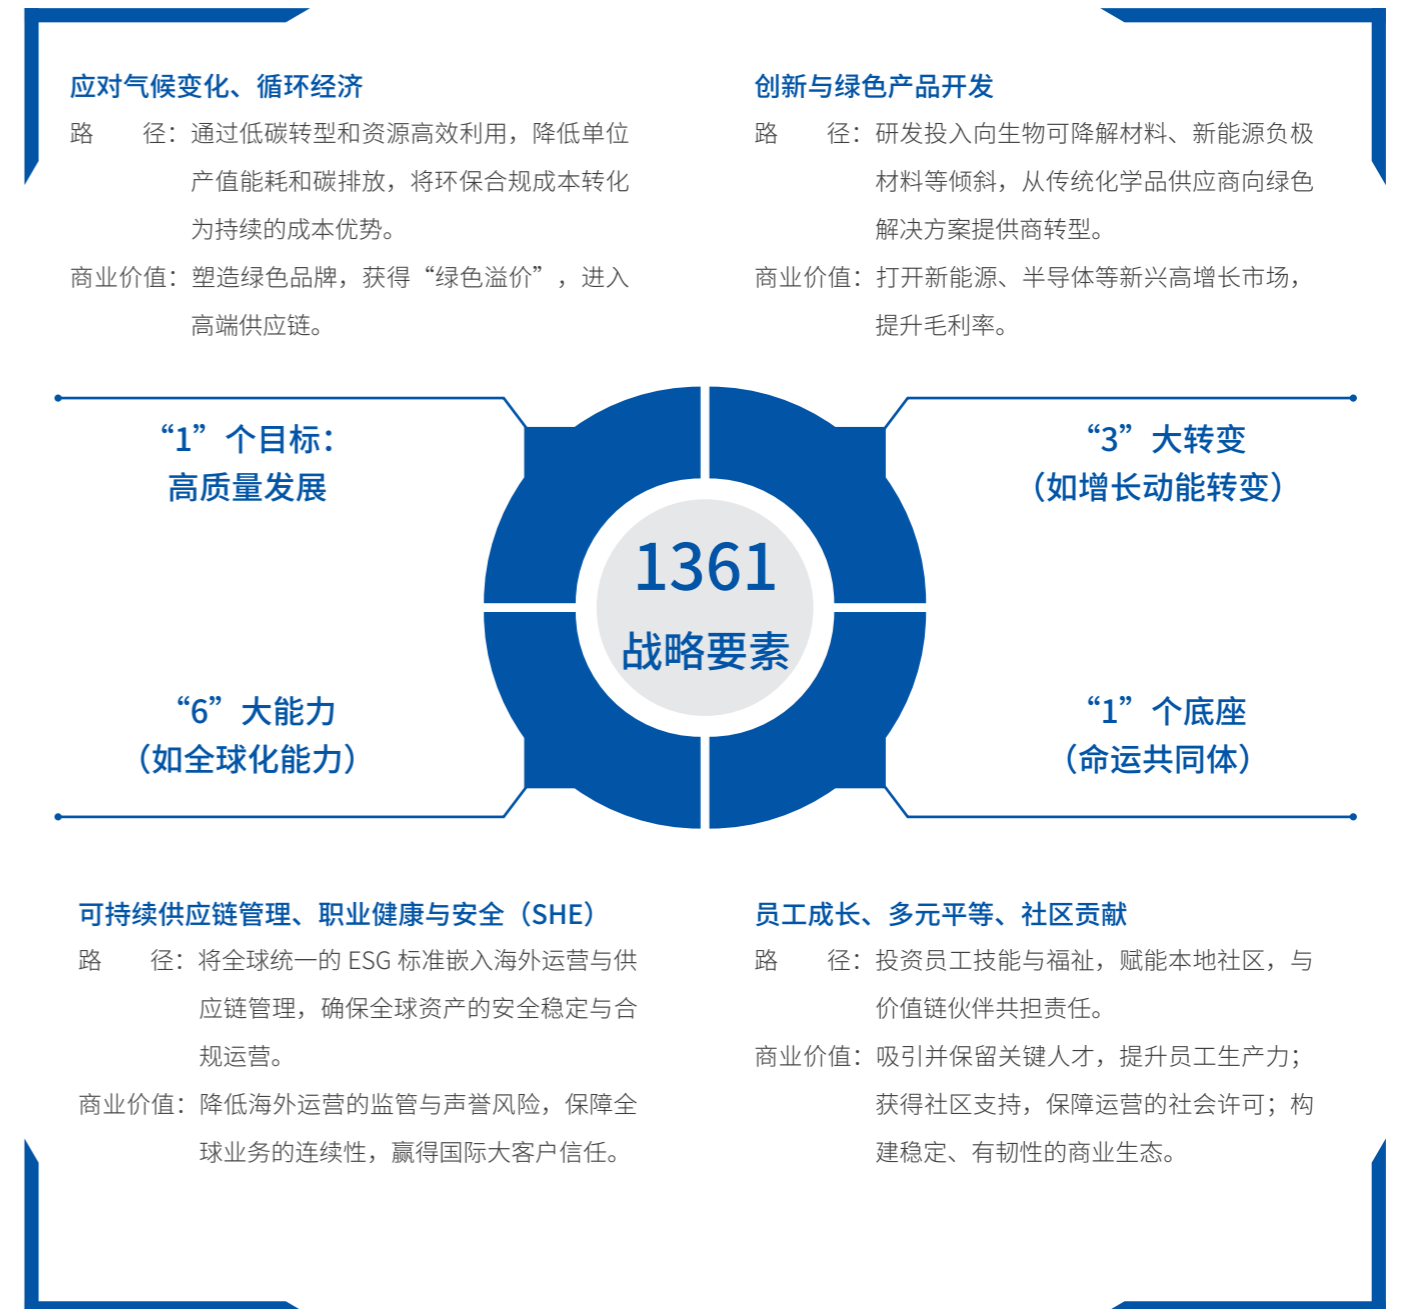 应对气候变化、循环经济
路　　径：通过低碳转型和资源高效利用，降低单位
产值能耗和碳排放，将环保合规成本转化
为持续的成本优势。
商业价值：塑造绿色品牌，获得“绿色溢价”，进入
高端供应链。
创新与绿色产品开发
路　　径：研发投入向生物可降解材料、新能源负极
材料等倾斜，从传统化学品供应商向绿色
解决方案提供商转型。
商业价值：打开新能源、半导体等新兴高增长市场，
提升毛利率。
“1”个目标：
高质量发展
“3”大转变
（如增长动能转变）
1361
战略要素
“6”大能力
（如全球化能力）
“1”个底座
（命运共同体）
可持续供应链管理、职业健康与安全（SHE）
路　　径：将全球统一的 ESG 标准嵌入海外运营与供
应链管理，确保全球资产的安全稳定与合
规运营。
商业价值：降低海外运营的监管与声誉风险，保障全
球业务的连续性，赢得国际大客户信任。
员工成长、多元平等、社区贡献
路　　径：投资员工技能与福祉，赋能本地社区，与
价值链伙伴共担责任。
商业价值：吸引并保留关键人才，提升员工生产力；
获得社区支持，保障运营的社会许可；构
建稳定、有韧性的商业生态。